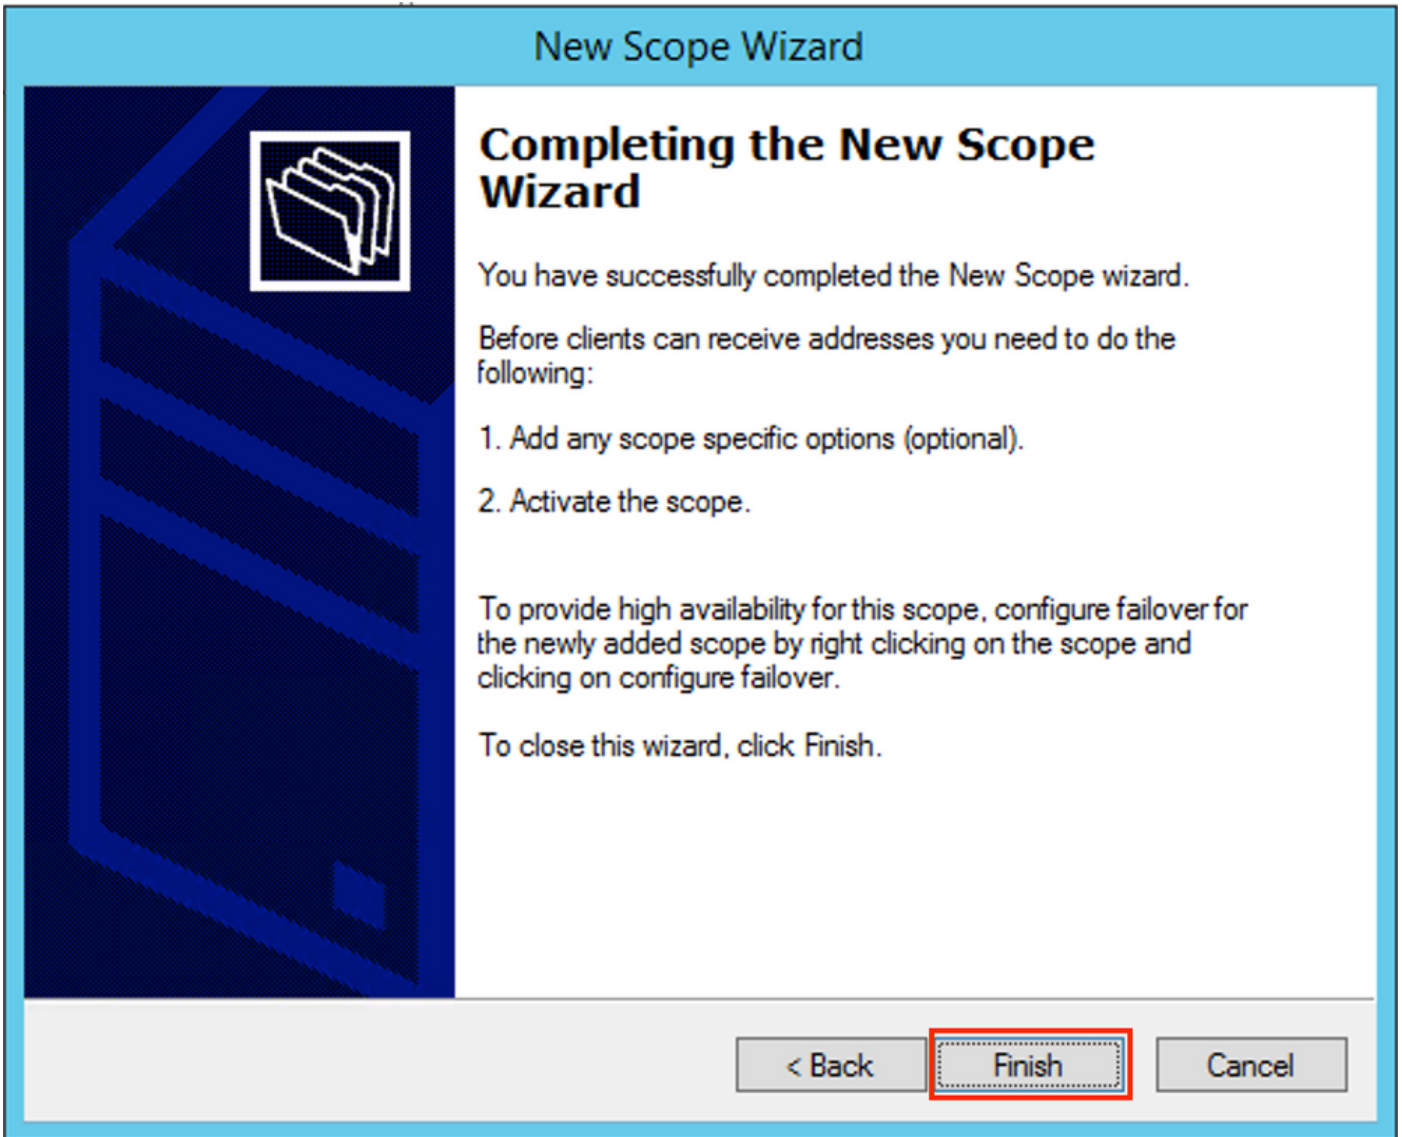 New Scope Wizard
Completing the New Scope
Wizard
You have successfully completed the New Scope wizard.
Before clients can receive addresses you need to do the
following:
1. Add any scope specific options (optional).
2. Activate the scope.
To provide high availability for this scope, configure failover for
the newly added scope by right clicking on the scope and
clicking on configure failover.
To close this wizard, click Finish.
< Back Finish Cancel